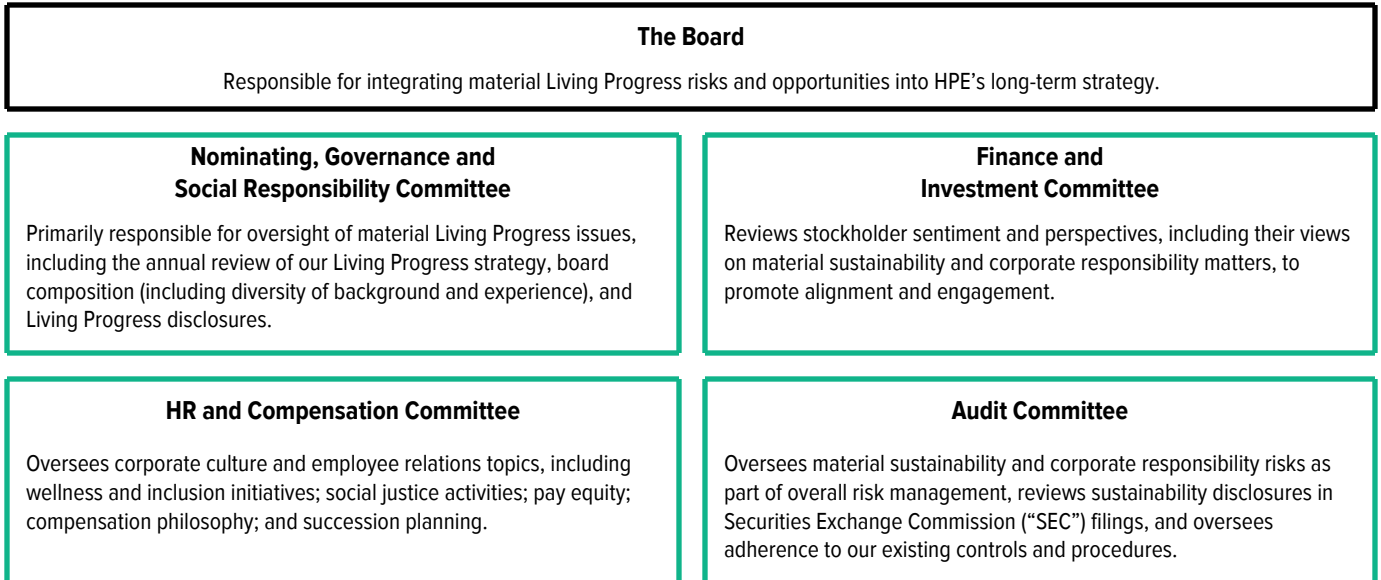 The Board
Responsible for integrating material Living Progress risks and opportunities into HPE’s long-term strategy.
Nominating, Governance and
Social Responsibility Committee
Primarily responsible for oversight of material Living Progress issues,
including the annual review of our Living Progress strategy, board
composition (including diversity of background and experience), and
Living Progress disclosures.
Finance and
Investment Committee
Reviews stockholder sentiment and perspectives, including their views
on material sustainability and corporate responsibility matters, to
promote alignment and engagement.
HR and Compensation Committee
Oversees corporate culture and employee relations topics, including
wellness and inclusion initiatives; social justice activities; pay equity;
compensation philosophy; and succession planning.
Audit Committee
Oversees material sustainability and corporate responsibility risks as
part of overall risk management, reviews sustainability disclosures in
Securities Exchange Commission (“SEC”) filings, and oversees
adherence to our existing controls and procedures.